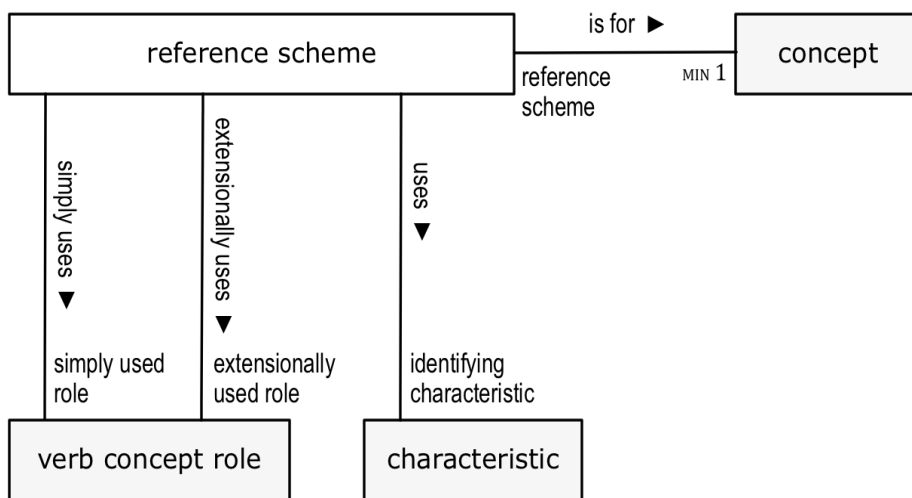 is for ►
reference scheme
concept
reference
scheme
MIN 1
simply uses ►
extensionally uses ►
uses ►
simply used
role
extensionally
used role
identifying
characteristic
verb concept role
characteristic